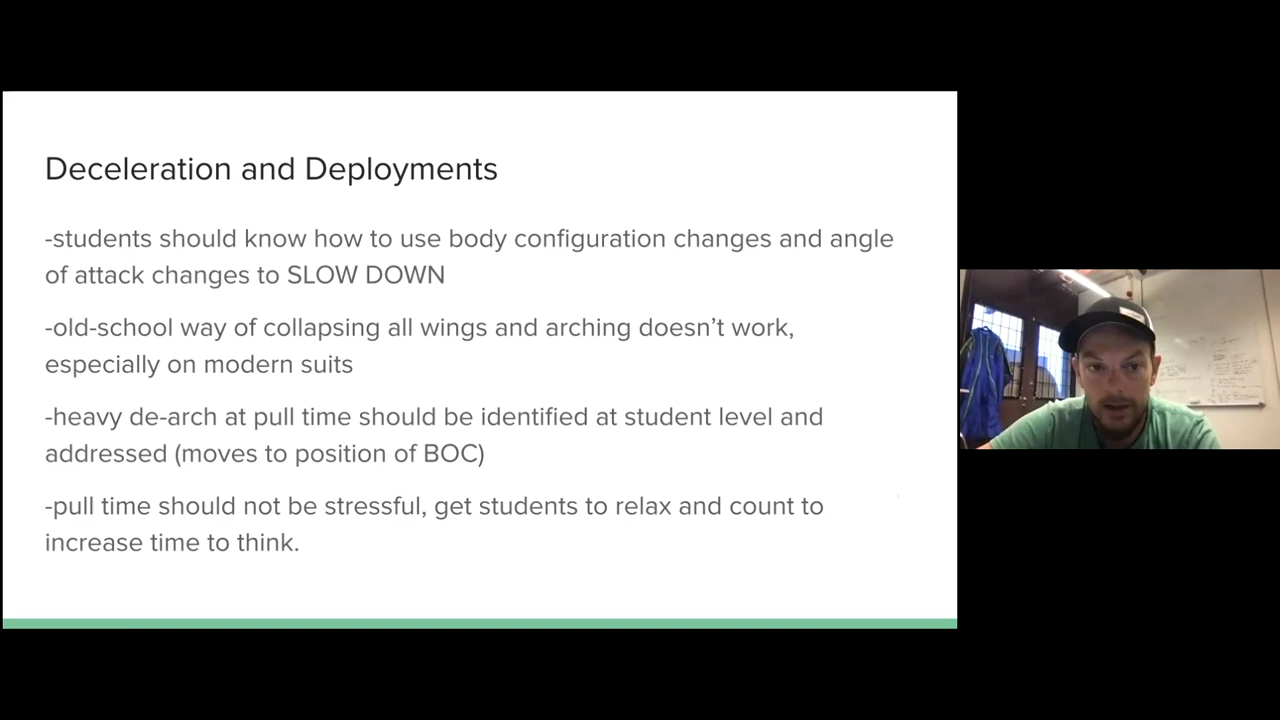 Deceleration and Deployments
-students should know how to use body configuration changes and angle
of attack changes to SLOW DOWN
-old-school way of collapsing all wings and arching doesn’t work,
especially on modern suits
-heavy de-arch at pull time should be identified at student level and
addressed (moves to position of BOC)
-pull time should not be stressful, get students to relax and count to
increase time to think.